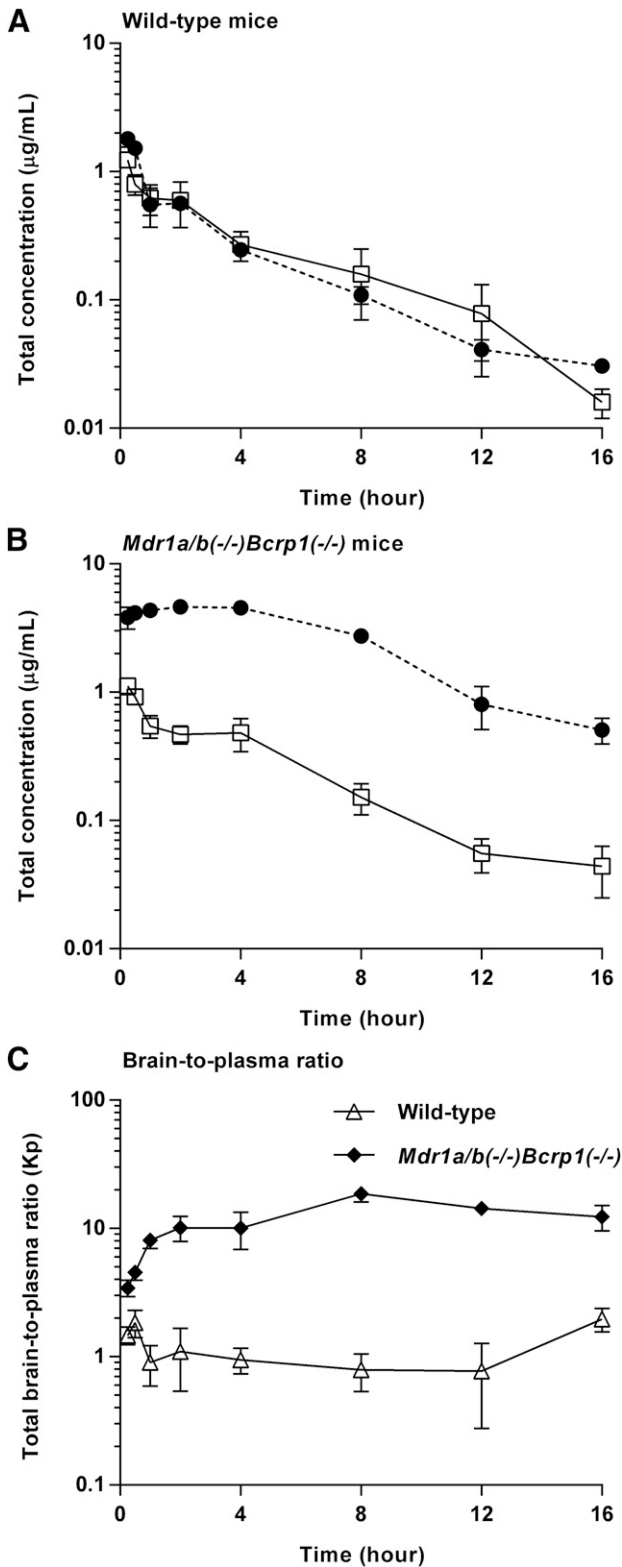 A
Wild-type mice
10
1
0.1
0.01
Total concentration (μg/mL)
0
4
8
12
16
Time (hour)
B
Mdr1a/b(-/-)Bcrp1(-/-) mice
10
1
0.1
0.01
Total concentration (μg/mL)
0
4
8
12
16
Time (hour)
C
Brain-to-plasma ratio
100
10
1
0.1
Total brain-to-plasma ratio (Kp)
Wild-type
Mdr1a/b(-/-)Bcrp1(-/-)
0
4
8
12
16
Time (hour)